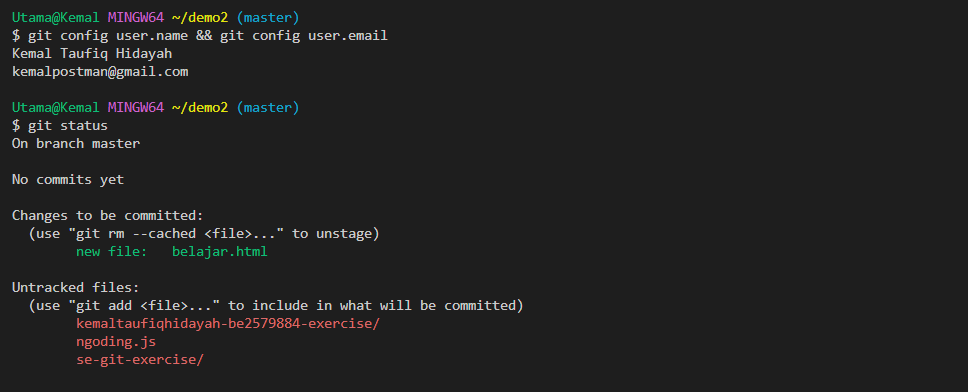 Utama@Kemal MINGW64 ~/demo2 (master)
$ git config user.name && git config user.email
Kemal Taufiq Hidayah
kemalpostman@gmail.com
Utama@Kemal MINGW64 ~/demo2 (master)
$ git status
On branch master
No commits yet
Changes to be committed:
(use "git rm --cached <file>..." to unstage)
new file:   belajar.html
Untracked files:
(use "git add <file>..." to include in what will be committed)
kemaltaufiqhidayah-be2579884-exercise/
ngoding.js
se-git-exercise/